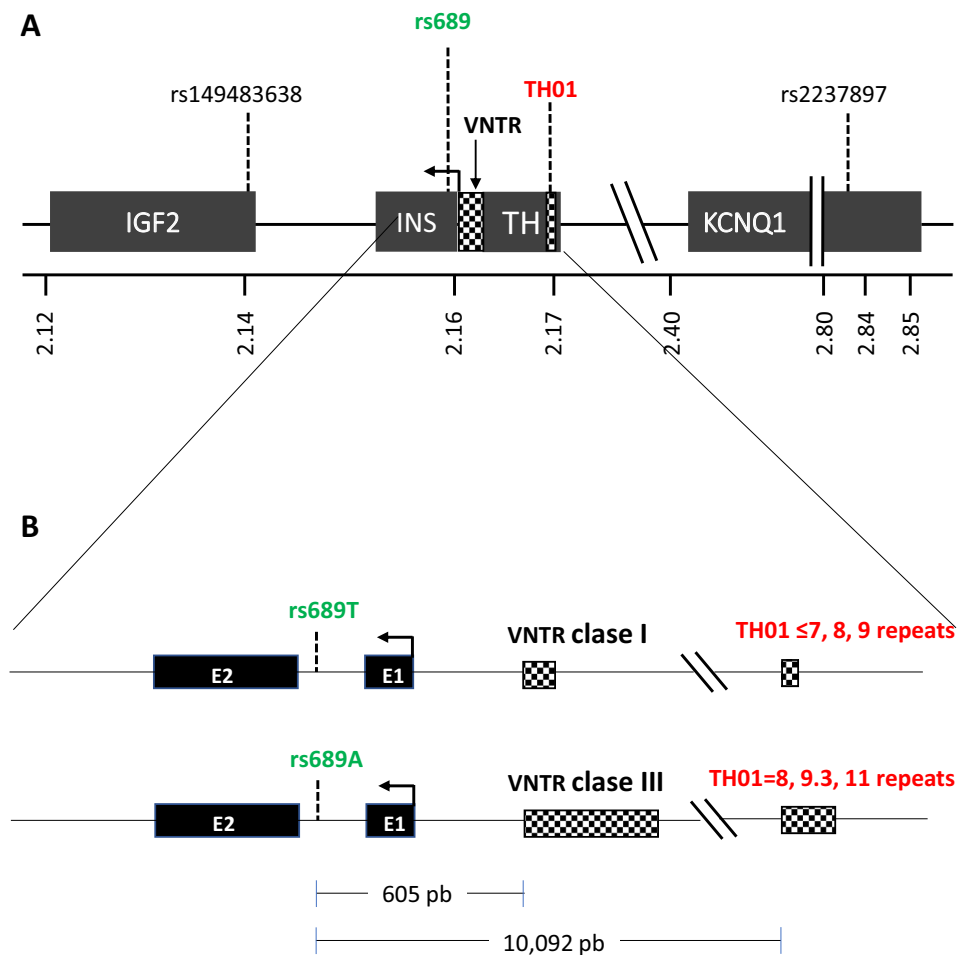 A
rs689
rs149483638
TH01
rs2237897
VNTR
IGF2
INS
TH
KCNQ1
2.12
2.14
2.16
2.17
2.40
2.80
2.84
2.85
B
rs689T
VNTR clase I
TH01 ≤7, 8, 9 repeats
E2
E1
rs689A
VNTR clase III
TH01=8, 9.3, 11 repeats
E2
E1
605 pb
10,092 pb